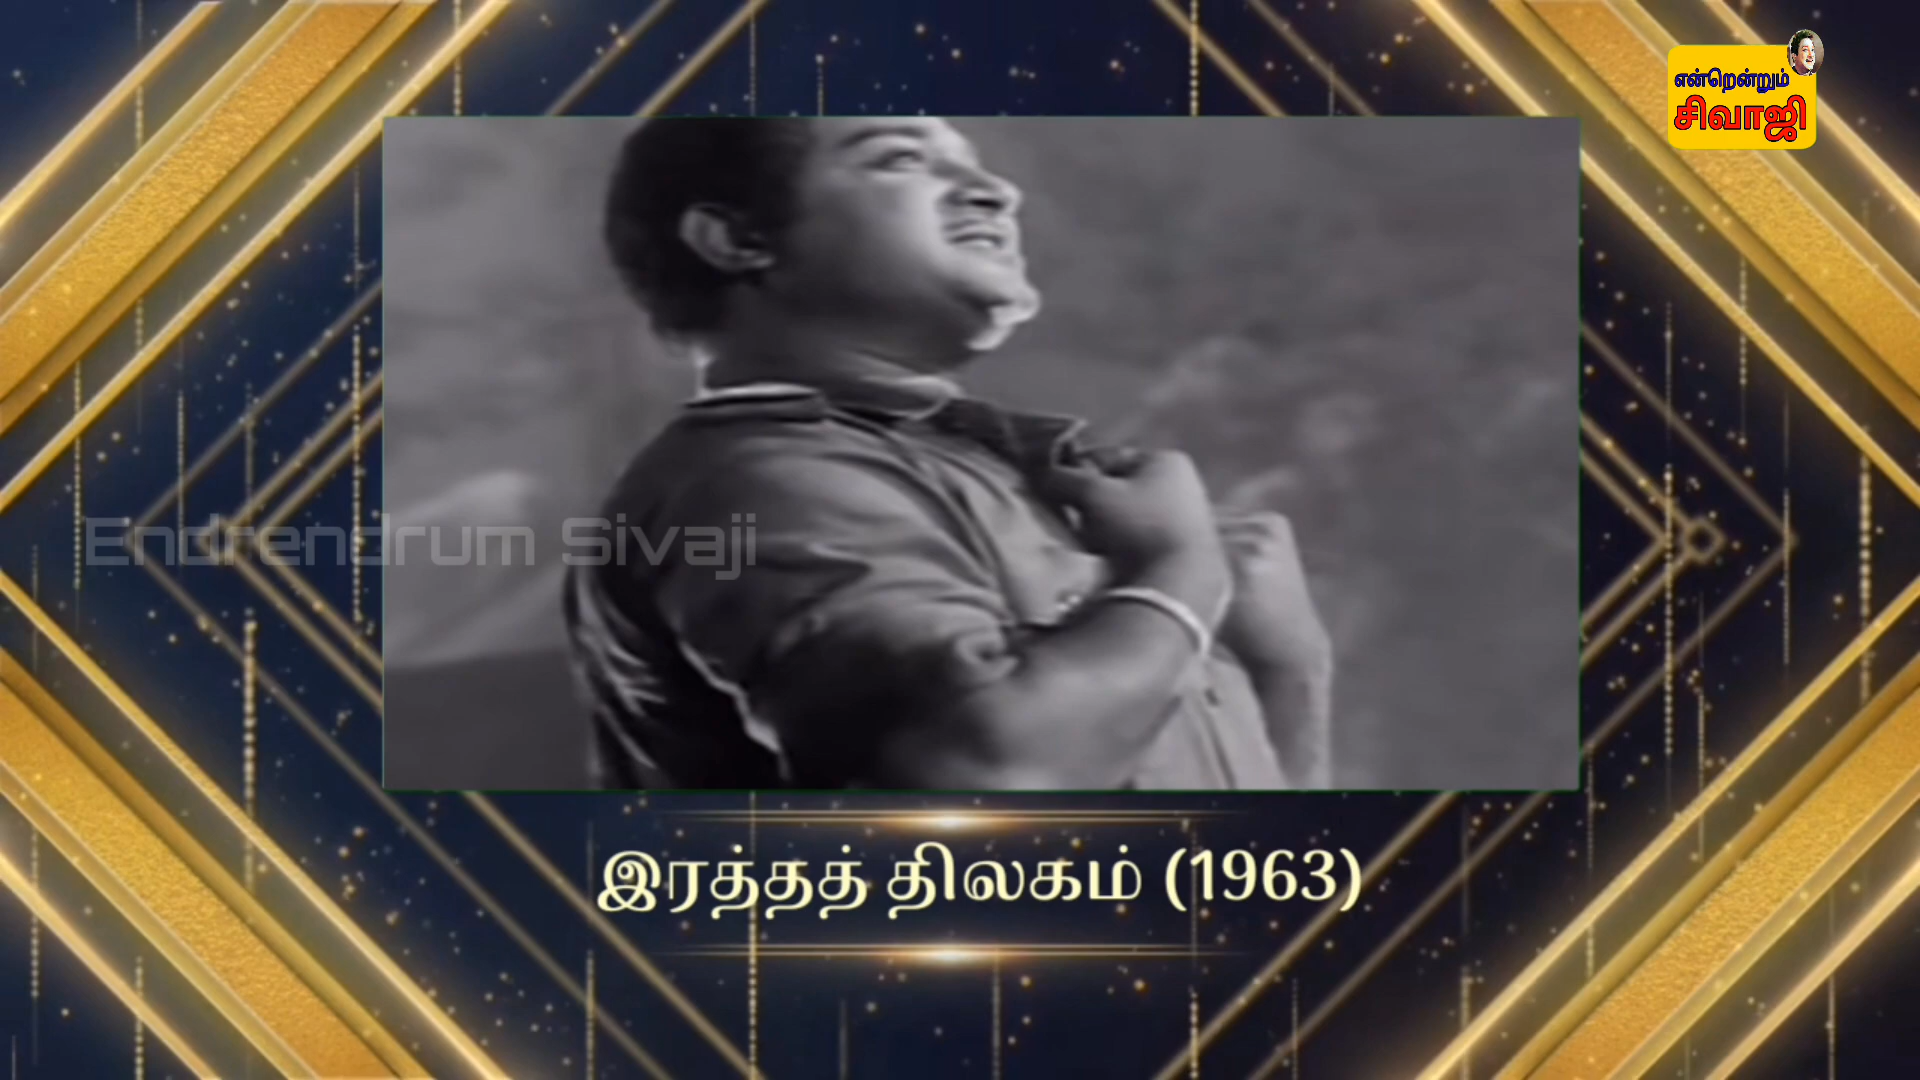 என்றென்றும்
சிவாஜி
Endrendrum Sivaji
இரத்தத் திலகம் (1963)